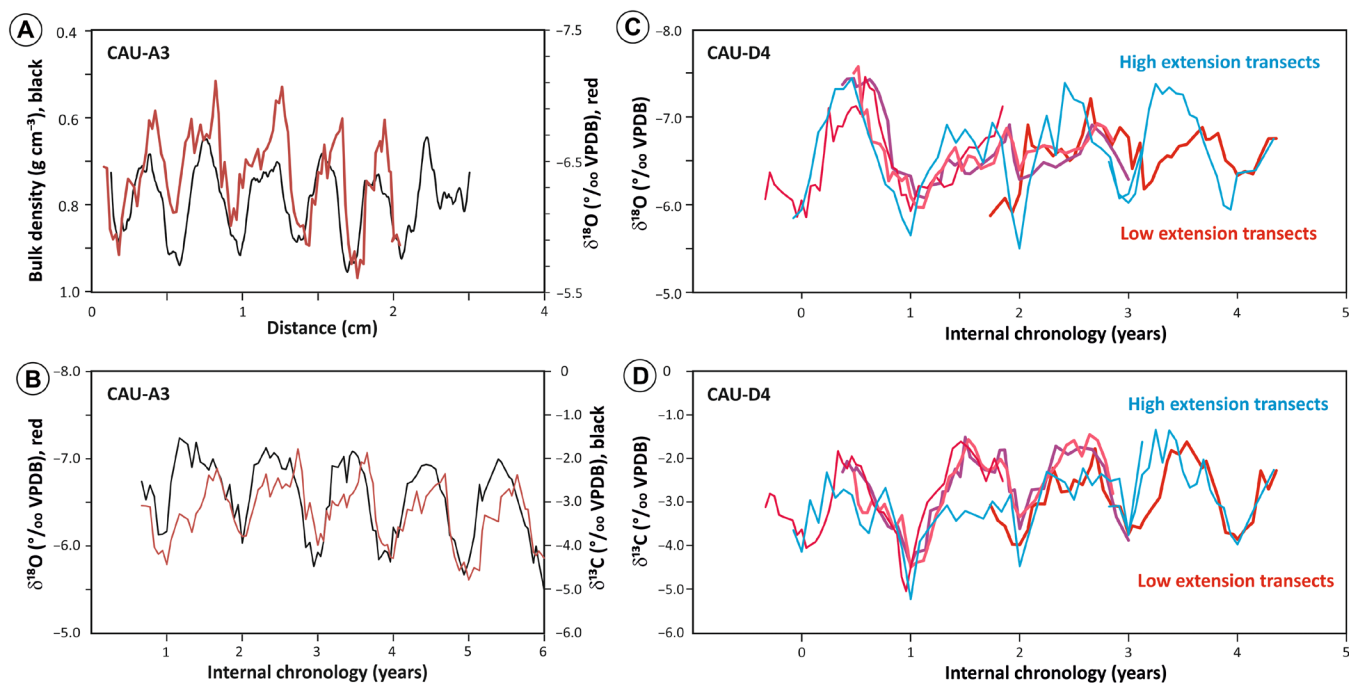 A
CAU-A3
Bulk density (g cm⁻³), black
0.4
0.6
0.8
1.0
0
1
2
2
4
Distance (cm)
−7.5
−6.5
−5.5
δ¹⁸O (°/oo VPDB), red
B
CAU-A3
δ¹⁸O (°/oo VPDB), red
−8.0
−7.0
−6.0
−5.0
1
2
3
4
5
6
Internal chronology (years)
0
−1.0
−2.0
−3.0
−4.0
−5.0
−6.0
δ¹³C (°/oo VPDB), black
C
CAU-D4
High extension transects
Low extension transects
δ¹⁸O (°/oo VPDB)
−8.0
−7.0
−6.0
−5.0
0
1
2
3
4
5
Internal chronology (years)
D
CAU-D4
High extension transects
Low extension transects
δ¹³C (°/oo VPDB)
0
−1.0
−2.0
−3.0
−4.0
−5.0
−6.0
0
1
2
3
4
5
Internal chronology (years)